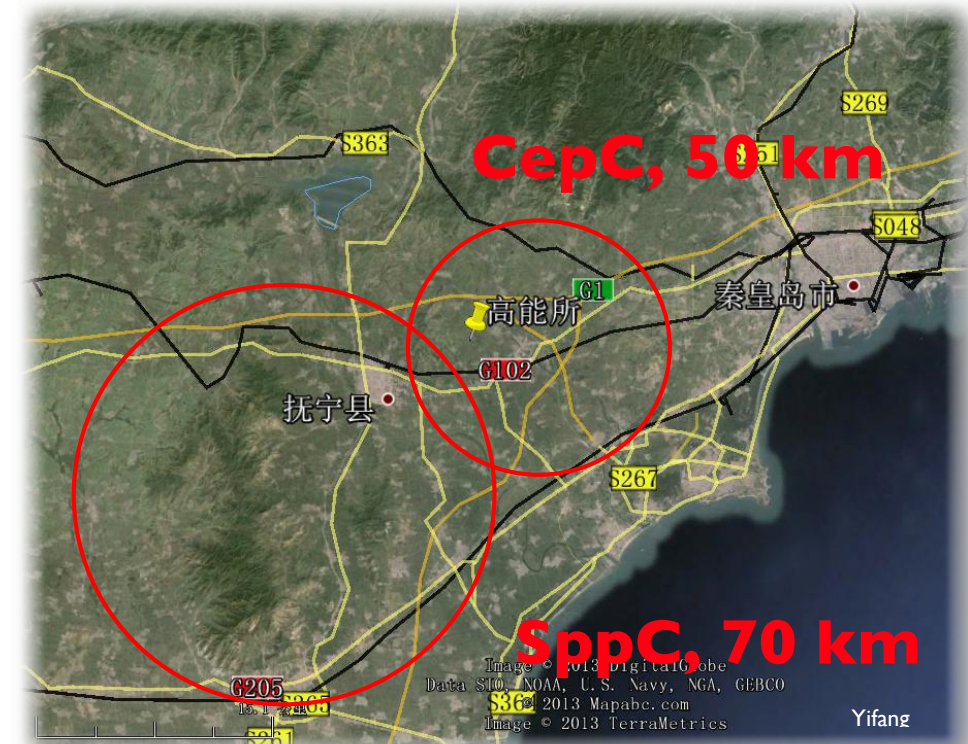 S269
S363
CepC, 50 km
S048
秦皇岛市
G1
高能所
G102
抚宁县
S267
SppC, 70 km
Image © 2013 DigitalGlobe
Data SIO, NOAA, U.S. Navy, NGA, GEBCO
© 2013 Mapabc.com
Image © 2013 TerraMetrics
G205
Yifang